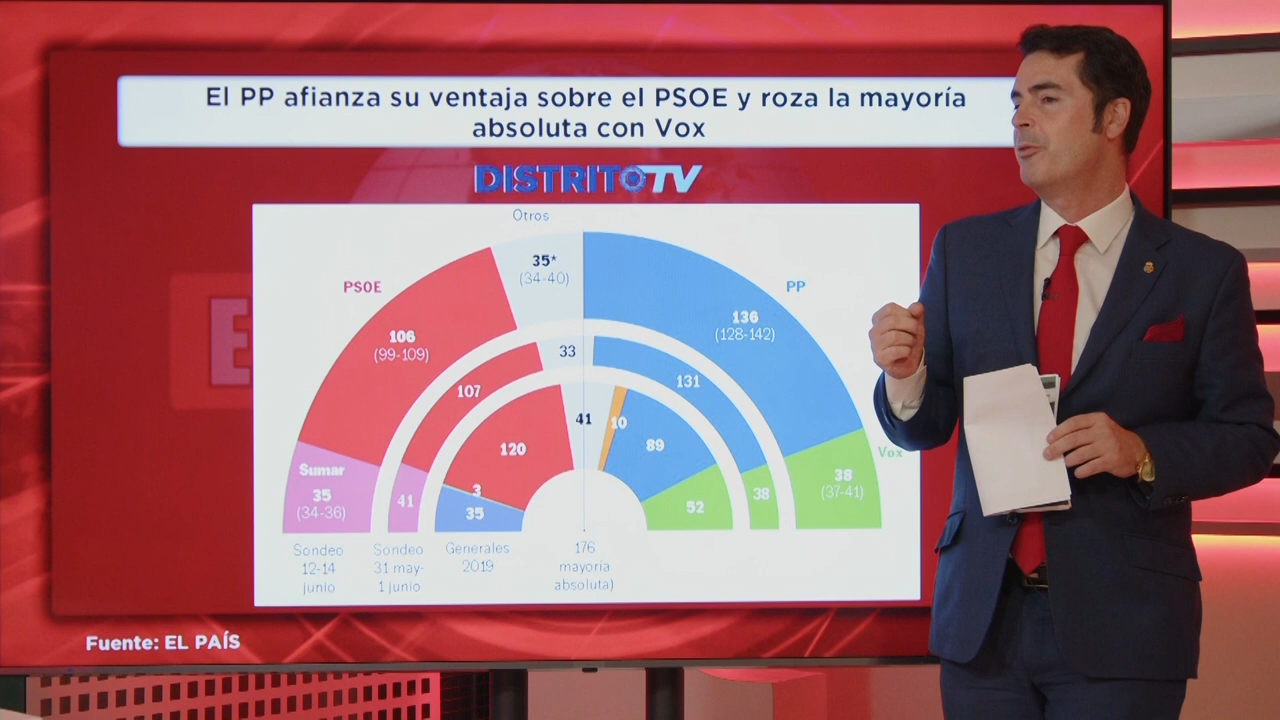 El PP afianza su ventaja sobre el PSOE y roza la mayoría
absoluta con Vox
DISTRITOTV
Otros
35*
(34-40)
PSOE
PP
106
(99-109)
136
(128-142)
33
107
131
41
10
120
89
Sumar
35
(34-36)
41
3
35
52
38
38
(37-41)
Vox
Sondeo
12-14
junio
Sondeo
31 may-
1 junio
Generales
2019
176
mayoría
absoluta)
E
Fuente: EL PAÍS